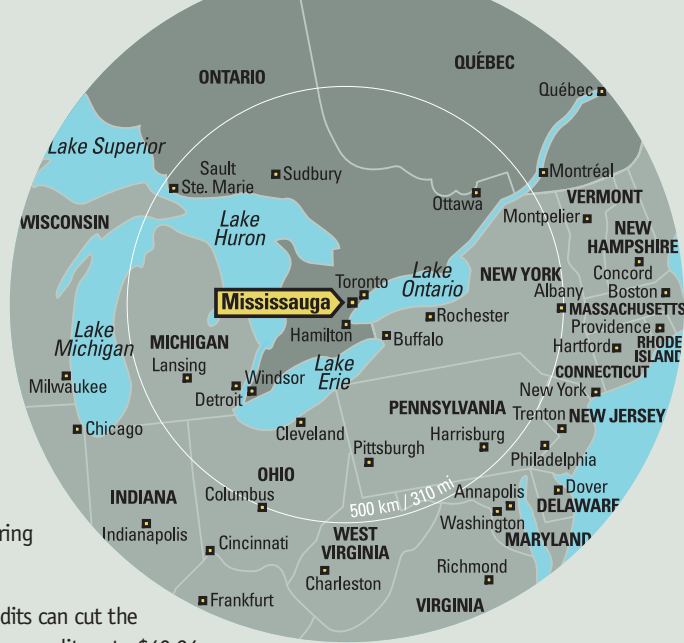 ONTARIO
QUÉBEC
Québec
Lake Superior
Sault
Ste. Marie
Sudbury
Montréal
Ottawa
VERMONT
Montpelier
WISCONSIN
Lake
Huron
NEW
HAMPSHIRE
Concord
Toronto
Lake
Ontario
NEW YORK
Albany
Boston
Mississauga
MASSACHUSETTS
Rochester
Providence
Hamilton
Buffalo
Hartford
RHODE
ISLAND
Lake
Michigan
MICHIGAN
Lansing
Lake
Erie
CONNECTICUT
Milwaukee
Windsor
Detroit
New York
PENNSYLVANIA
Trenton
NEW JERSEY
Chicago
Cleveland
Harrisburg
Pittsburgh
Philadelphia
OHIO
500 km / 310 mi
Annapolis
Dover
INDIANA
Columbus
Washington
DELAWARE
Indianapolis
WEST
VIRGINIA
MARYLAND
Cincinnati
Charleston
Richmond
Frankfurt
VIRGINIA
ring
dits can cut the